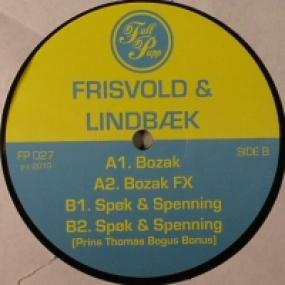 Full
Pupp
FRISVOLD &
LINDBÆK
FP 027 SIDE B
A1. Bozak
A2. Bozak FX
B1. Spøk & Spenning
B2. Spøk & Spenning
[Prins Thomas Bogus Bonus]